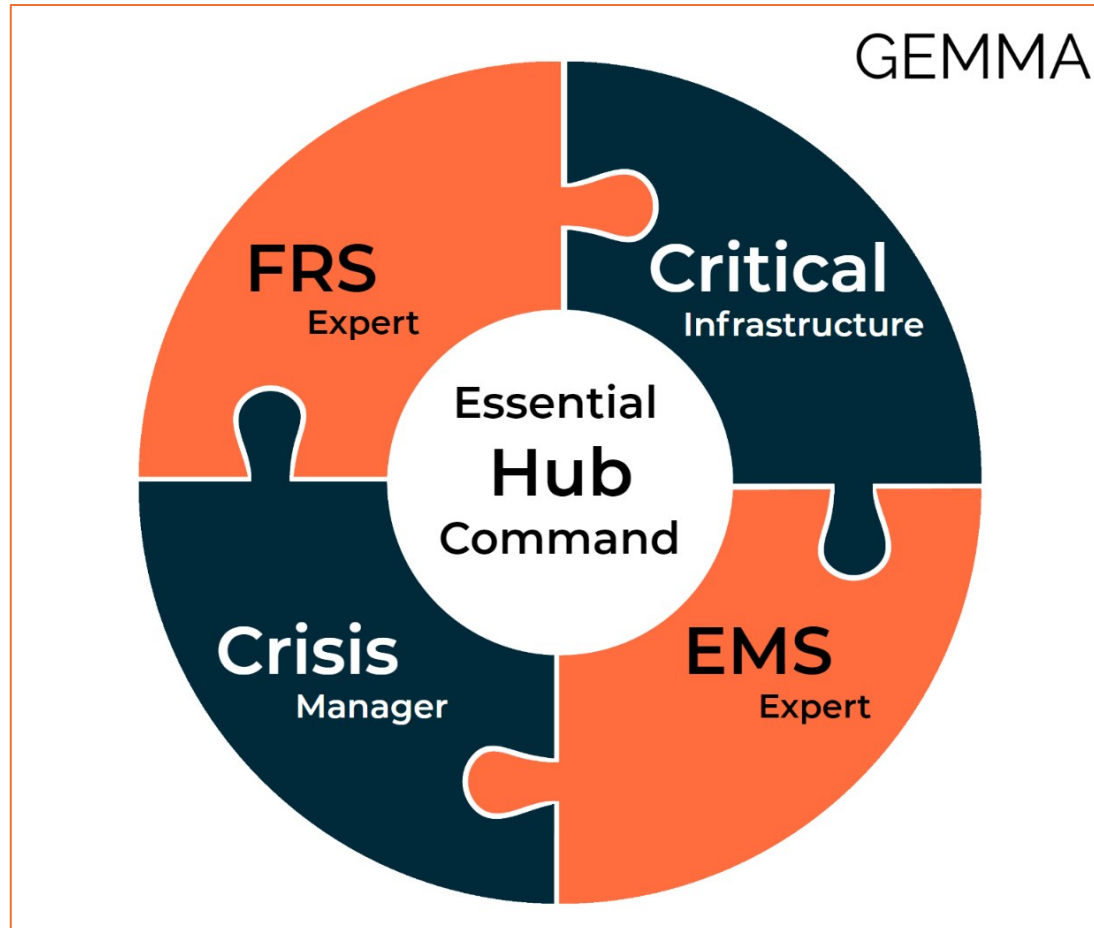 GEMMA
FRS
Expert
Critical
Infrastructure
Essential
Hub
Command
Crisis
Manager
EMS
Expert